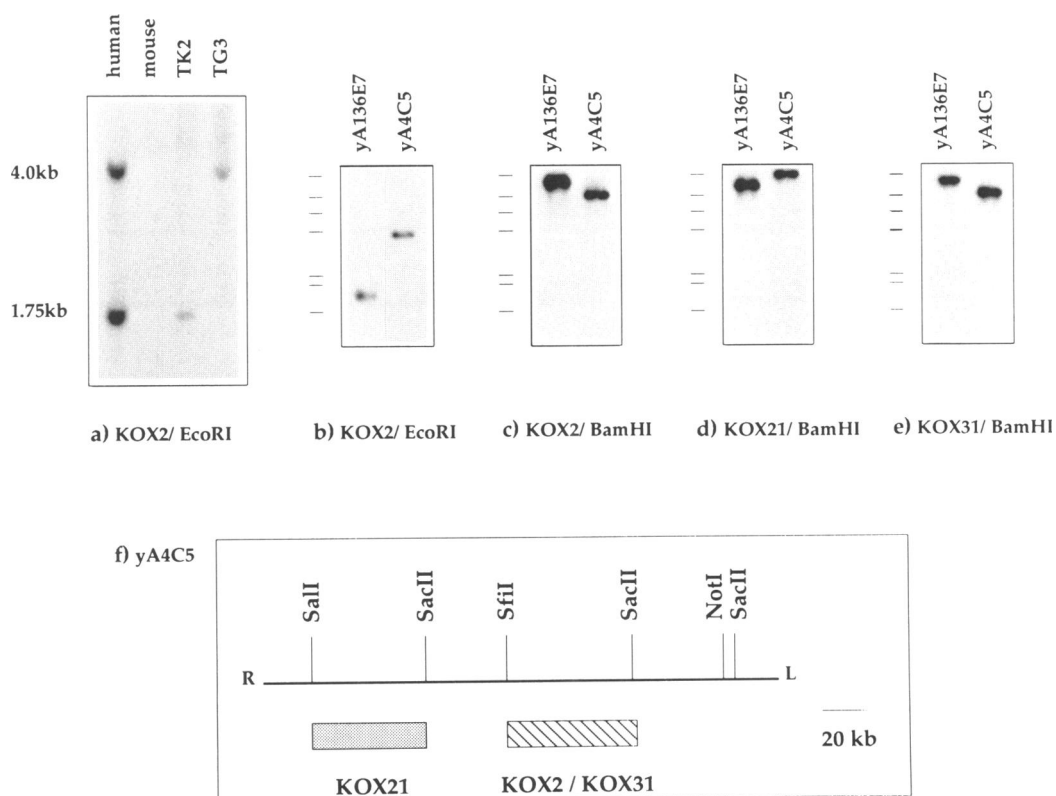 human
mouse
TK2
TG3
4.0kb
1.75kb
a) KOX2/ EcoRI
yA136E7
yA4C5
b) KOX2/ EcoRI
yA136E7
yA4C5
c) KOX2/ BamHI
yA136E7
yA4C5
d) KOX21/ BamHI
yA136E7
yA4C5
e) KOX31/ BamHI
f) yA4C5
SalI
SacII
SfiI
SacII
NotI
SacII
R
L
20 kb
KOX21
KOX2 / KOX31